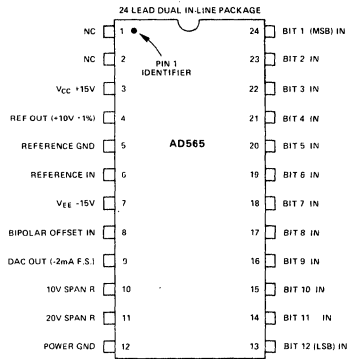 24 LEAD DUAL IN-LINE PACKAGE
NC 1 24 BIT 1 (MSB) IN
PIN 1 IDENTIFIER
NC 2 23 BIT 2 IN
VCC +15V 3 22 BIT 3 IN
REF OUT (+10V ·1%) 4 21 BIT 4 IN
AD565
REFERENCE GND 5 20 BIT 5 IN
REFERENCE IN 6 19 BIT 6 IN
VEE -15V 7 18 BIT 7 IN
BIPOLAR OFFSET IN 8 17 BIT 8 IN
DAC OUT (-2mA F.S.) 9 16 BIT 9 IN
10V SPAN R 10 15 BIT 10 IN
20V SPAN R 11 14 BIT 11 IN
POWER GND 12 13 BIT 12 (LSB) IN